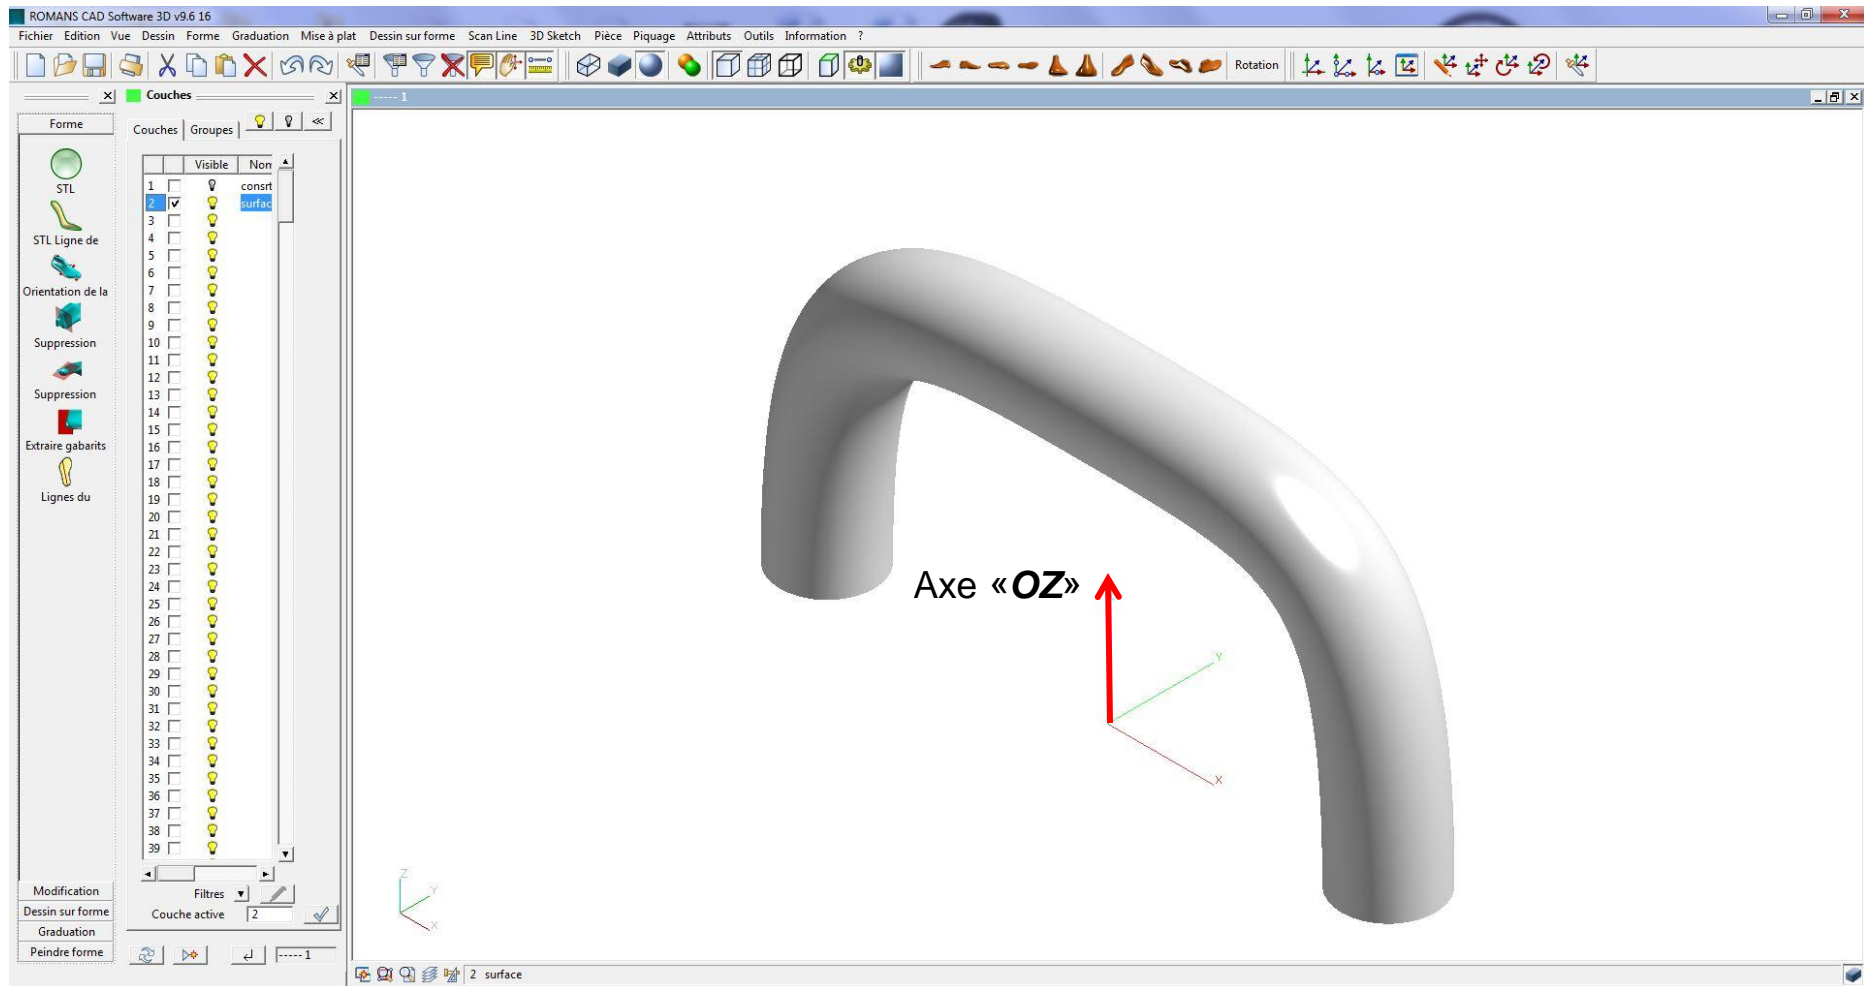 ROMANS CAD Software 3D v9.6 16
Fichier Edition Vue Dessin Forme Graduation Mise à plat Dessin sur forme Scan Line 3D Sketch Pièce Piquage Attributs Outils Information ?
Rotation
Couches
----- 1
Forme
Couches Groupes
Visible Nom
STL
STL Ligne de
Orientation de la
Suppression
Suppression
Extraire gabarits
Lignes du
1 consrt
2 surfac
3
4
5
6
7
8
9
10
11
12
13
14
15
16
17
18
19
20
21
22
23
24
25
26
27
28
29
30
31
32
33
34
35
36
37
38
39
Axe «OZ»
Y
X
Z
Y
X
Modification
Dessin sur forme
Graduation
Peindre forme
Filtres
Couche active 2
-----1
2 surface